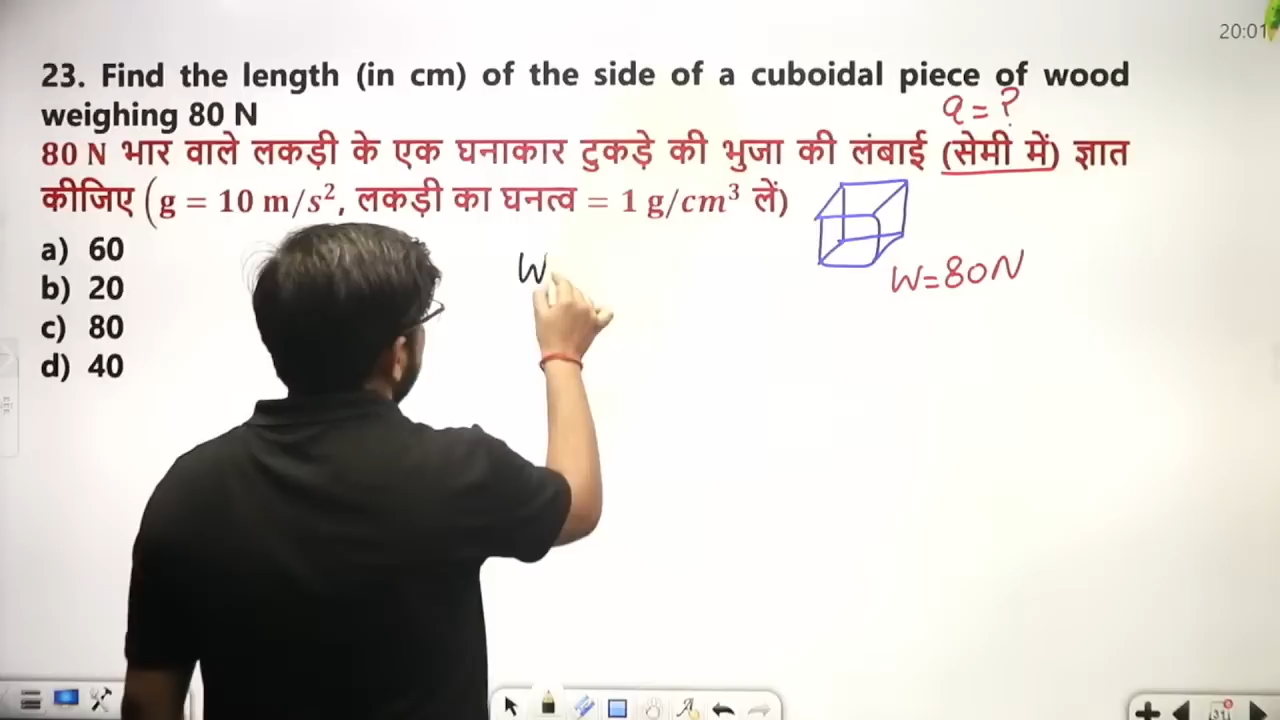 20:01
23. Find the length (in cm) of the side of a cuboidal piece of wood
weighing 80 N
a = ?
80 N भार वाले लकड़ी के एक घनाकार टुकड़े की भुजा की लंबाई (सेमी में) ज्ञात
कीजिए (g = 10 m/s², लकड़ी का घनत्व = 1 g/cm³ लें)
a) 60
b) 20
c) 80
d) 40
W
W=80N